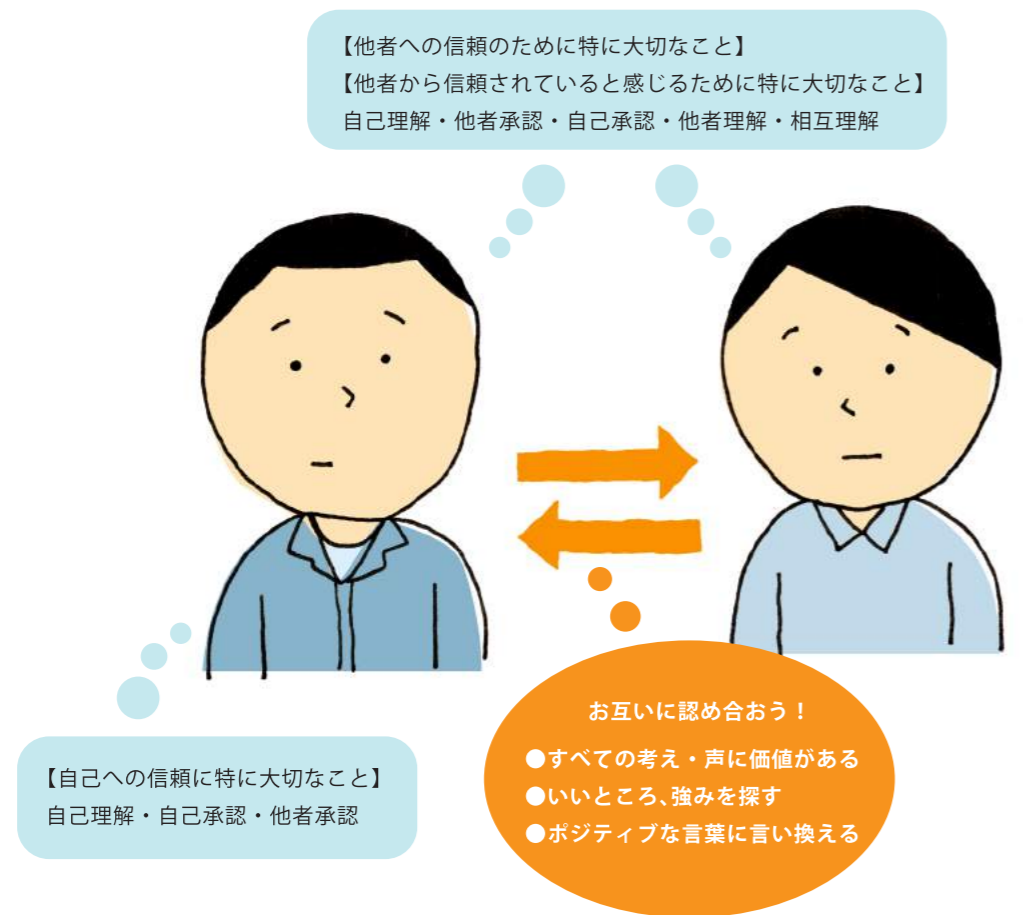 【他者への信頼のために特に大切なこと】
【他者から信頼されていると感じるために特に大切なこと】
自己理解・他者承認・自己承認・他者理解・相互理解
お互いに認め合おう！
●すべての考え・声に価値がある
●いいところ、強みを探す
●ポジティブな言葉に言い換える
【自己への信頼に特に大切なこと】
自己理解・自己承認・他者承認